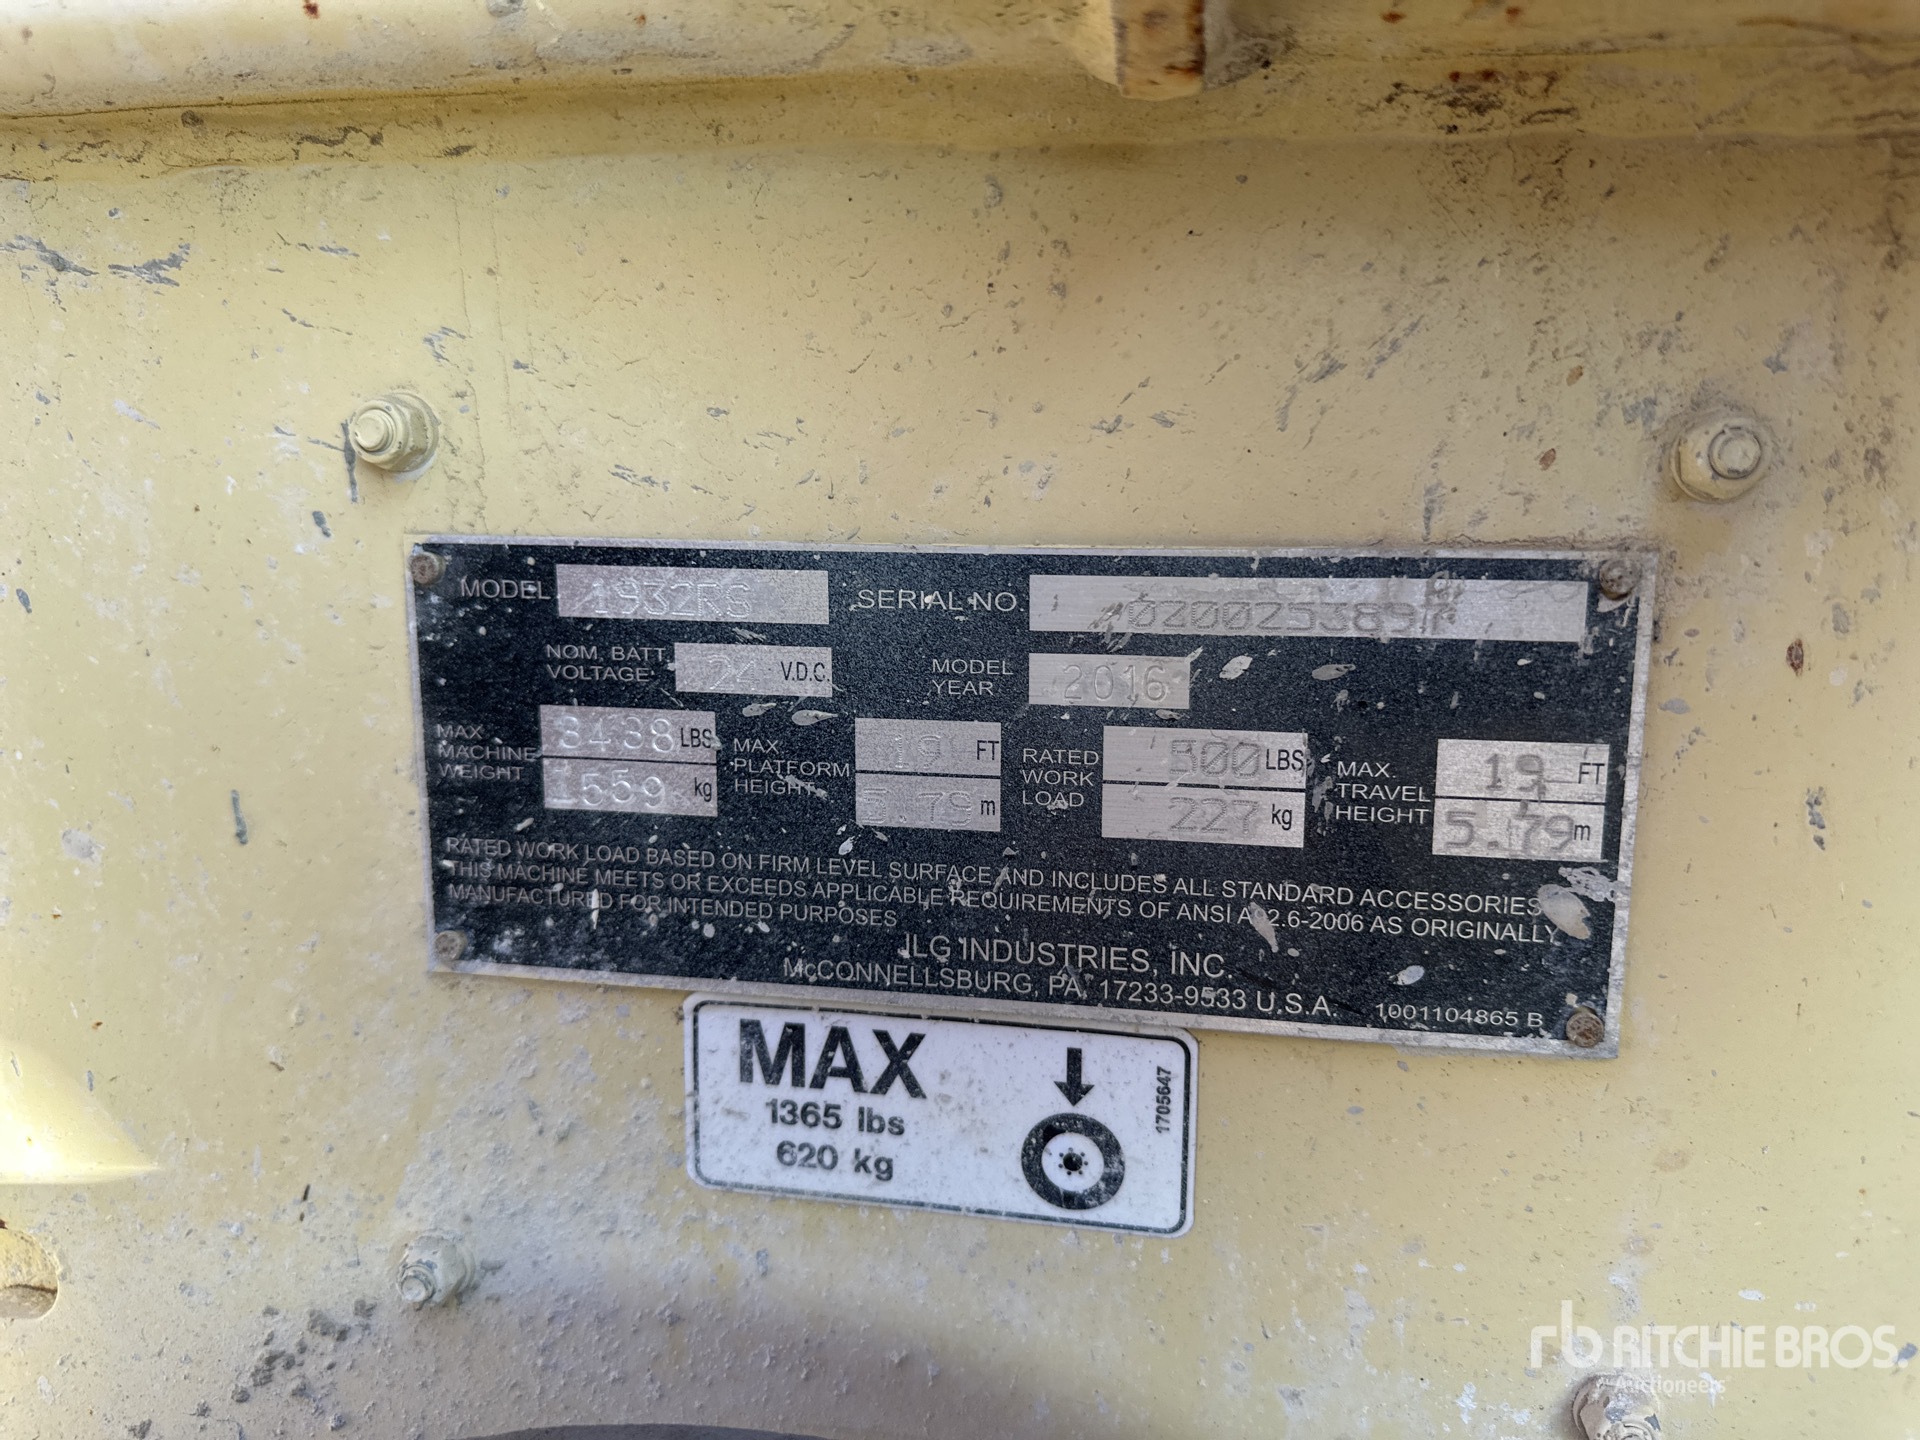 MODEL 1932RS SERIAL NO.
NOM. BATT. VOLTAGE 24 V.D.C. MODEL YEAR 2016
MAX MACHINE WEIGHT 3438 LBS 1559 kg
MAX. PLATFORM HEIGHT 19 FT 5.79 m
RATED WORK LOAD 500 LBS 227 kg
MAX. TRAVEL HEIGHT 19 FT 5.79 m
RATED WORK LOAD BASED ON FIRM LEVEL SURFACE AND INCLUDES ALL STANDARD ACCESSORIES
THIS MACHINE MEETS OR EXCEEDS APPLICABLE REQUIREMENTS OF ANSI A92.6-2006 AS ORIGINALLY
MANUFACTURED FOR INTENDED PURPOSES
JLG INDUSTRIES, INC.
McCONNELLSBURG, PA. 17233-9533 U.S.A. 1001104865 B
MAX
1365 lbs
620 kg
1705647
rb RITCHIE BROS.
Auctioneers